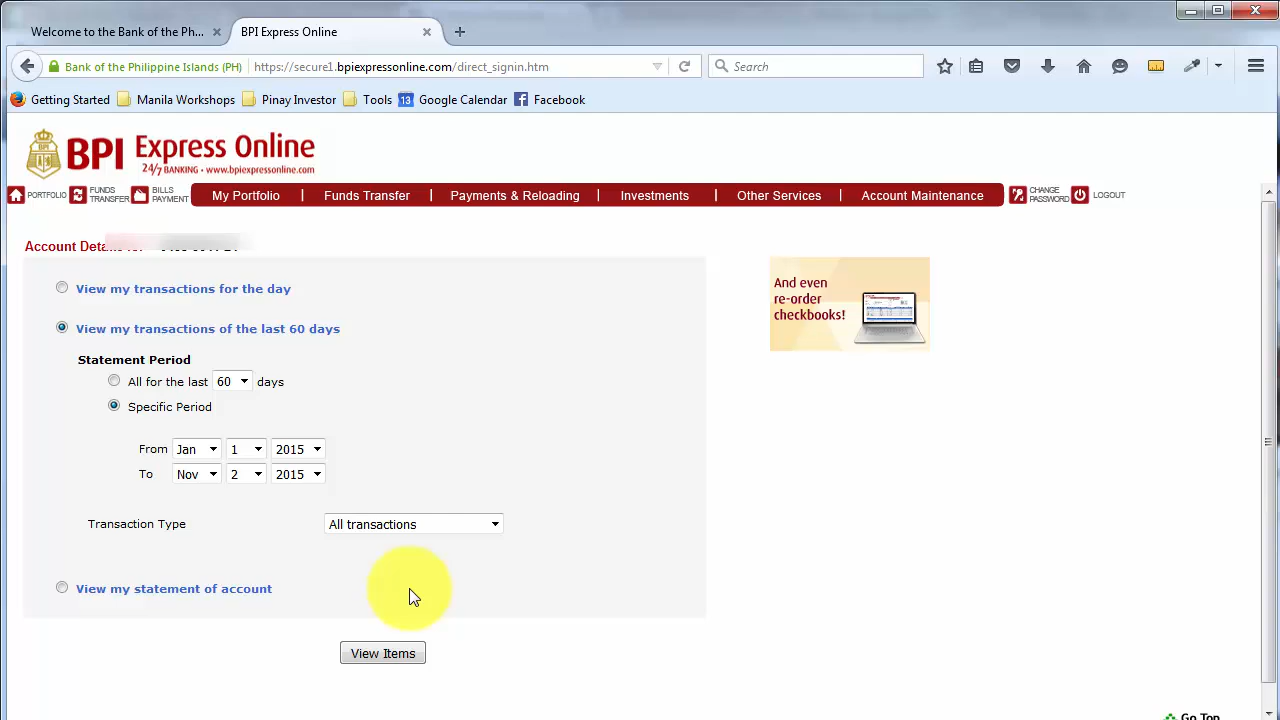 Welcome to the Bank of the Ph...
BPI Express Online
Bank of the Philippine Islands (PH)
https://secure1.bpiexpressonline.com/direct_signin.htm
Search
Getting Started
Manila Workshops
Pinay Investor
Tools
13
Google Calendar
Facebook
BPI Express Online
24/7 BANKING • www.bpiexpressonline.com
PORTFOLIO
FUNDS TRANSFER
BILLS PAYMENT
My Portfolio
Funds Transfer
Payments & Reloading
Investments
Other Services
Account Maintenance
CHANGE PASSWORD
LOGOUT
Account Details
View my transactions for the day
View my transactions of the last 60 days
Statement Period
All for the last 60 days
Specific Period
From Jan 1 2015
To Nov 2 2015
Transaction Type All transactions
View my statement of account
View Items
And even
re-order
checkbooks!
Go Top